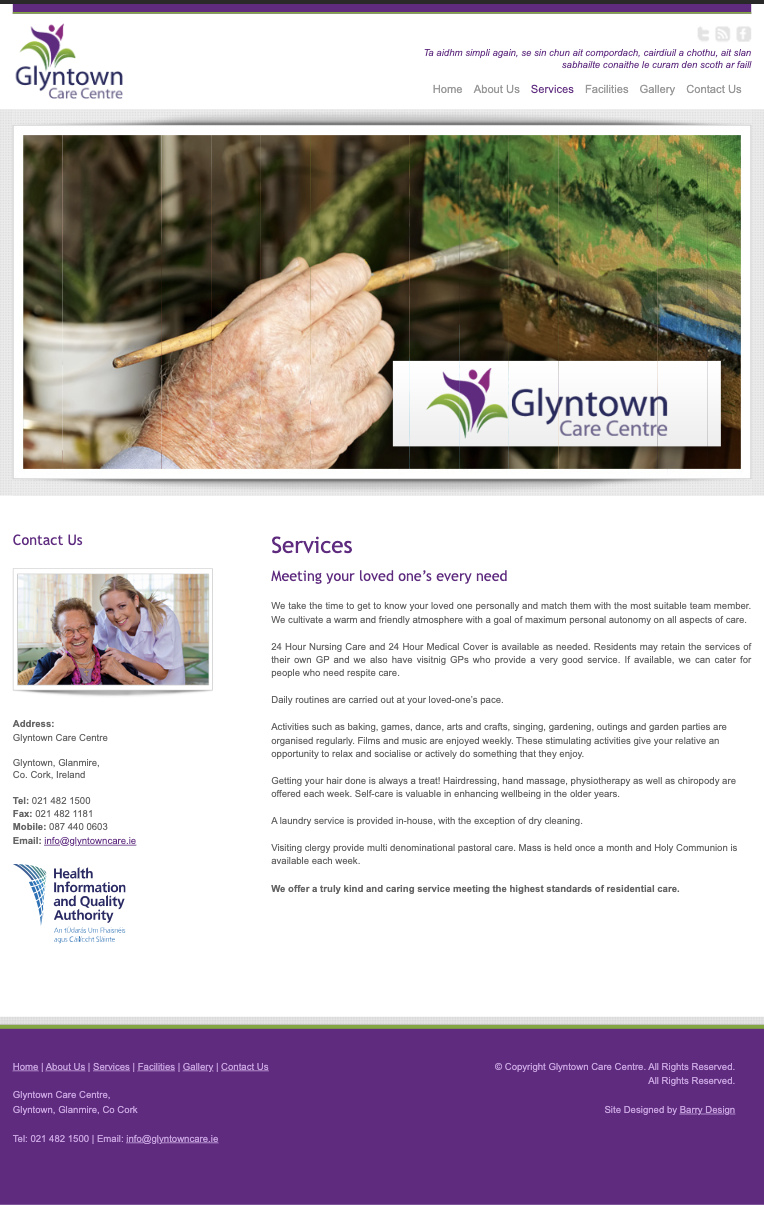 Glyntown
Care Centre
Ta aidhm simpli again, se sin chun ait compordach, cairdiuil a chothu, ait slan
sabhailte conaithe le curam den scoth ar faill
Home About Us Services Facilities Gallery Contact Us
Glyntown
Care Centre
Contact Us
Address:
Glyntown Care Centre
Glyntown, Glanmire,
Co. Cork, Ireland
Tel: 021 482 1500
Fax: 021 482 1181
Mobile: 087 440 0603
Email: info@glyntowncare.ie
Health
Information
and Quality
Authority
An tÚdarás Um Fhaisnéis
agus Cáilíocht Sláinte
Services
Meeting your loved one’s every need
We take the time to get to know your loved one personally and match them with the most suitable team member.
We cultivate a warm and friendly atmosphere with a goal of maximum personal autonomy on all aspects of care.
24 Hour Nursing Care and 24 Hour Medical Cover is available as needed. Residents may retain the services of
their own GP and we also have visitnig GPs who provide a very good service. If available, we can cater for
people who need respite care.
Daily routines are carried out at your loved-one’s pace.
Activities such as baking, games, dance, arts and crafts, singing, gardening, outings and garden parties are
organised regularly. Films and music are enjoyed weekly. These stimulating activities give your relative an
opportunity to relax and socialise or actively do something that they enjoy.
Getting your hair done is always a treat! Hairdressing, hand massage, physiotherapy as well as chiropody are
offered each week. Self-care is valuable in enhancing wellbeing in the older years.
A laundry service is provided in-house, with the exception of dry cleaning.
Visiting clergy provide multi denominational pastoral care. Mass is held once a month and Holy Communion is
available each week.
We offer a truly kind and caring service meeting the highest standards of residential care.
Home | About Us | Services | Facilities | Gallery | Contact Us
Glyntown Care Centre,
Glyntown, Glanmire, Co Cork
Tel: 021 482 1500 | Email: info@glyntowncare.ie
© Copyright Glyntown Care Centre. All Rights Reserved.
All Rights Reserved.
Site Designed by Barry Design